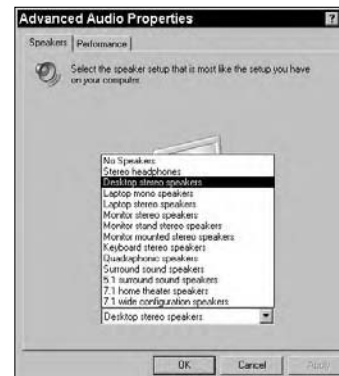 Advanced Audio Properties ?
Speakers Performance
Select the speaker setup that is most like the setup you have
on your computer.
No Speakers
Stereo headphones
Desktop stereo speakers
Laptop mono speakers
Laptop stereo speakers
Monitor stereo speakers
Monitor stand stereo speakers
Monitor mounted stereo speakers
Keyboard stereo speakers
Quadraphonic speakers
Surround sound speakers
5.1 surround sound speakers
7.1 home theater speakers
7.1 wide configuration speakers
Desktop stereo speakers
OK Cancel Apply